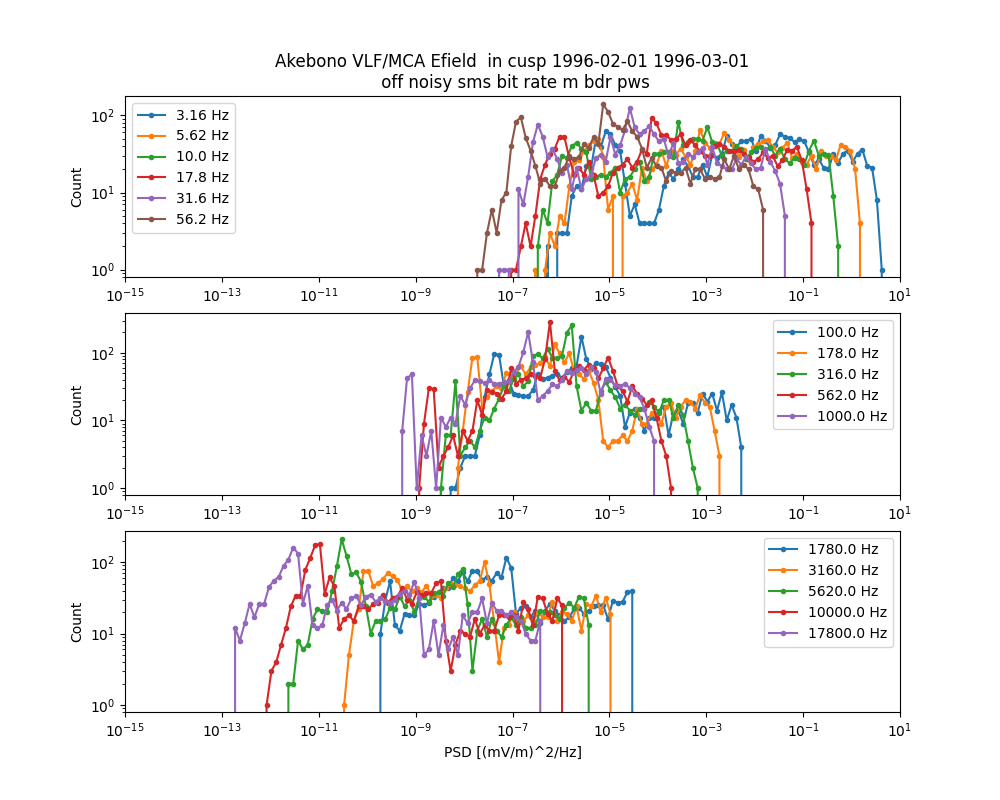 Akebono VLF/MCA Efield  in cusp 1996-02-01 1996-03-01
off noisy sms bit rate m bdr pws
Count
10^2
10^1
10^0
3.16 Hz
5.62 Hz
10.0 Hz
17.8 Hz
31.6 Hz
56.2 Hz
10^-15 10^-13 10^-11 10^-9 10^-7 10^-5 10^-3 10^-1 10^1
Count
10^2
10^1
10^0
100.0 Hz
178.0 Hz
316.0 Hz
562.0 Hz
1000.0 Hz
10^-15 10^-13 10^-11 10^-9 10^-7 10^-5 10^-3 10^-1 10^1
Count
10^2
10^1
10^0
1780.0 Hz
3160.0 Hz
5620.0 Hz
10000.0 Hz
17800.0 Hz
10^-15 10^-13 10^-11 10^-9 10^-7 10^-5 10^-3 10^-1 10^1
PSD [(mV/m)^2/Hz]